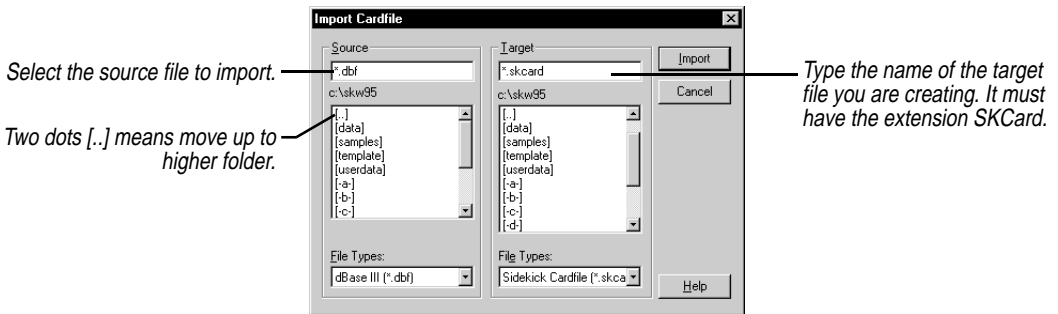 Import Cardfile
Select the source file to import.
Two dots [..] means move up to
higher folder.
Source
*.dbf
c:\skw95
[..]
[data]
[samples]
[template]
[userdata]
[-a-]
[-b-]
[-c-]
File Types:
dBase III (*.dbf)
Target
*.skcard
c:\skw95
[..]
[data]
[samples]
[template]
[userdata]
[-a-]
[-b-]
[-c-]
[-d-]
File Types:
Sidekick Cardfile (*.skca
Import
Cancel
Help
Type the name of the target
file you are creating. It must
have the extension SKCard.